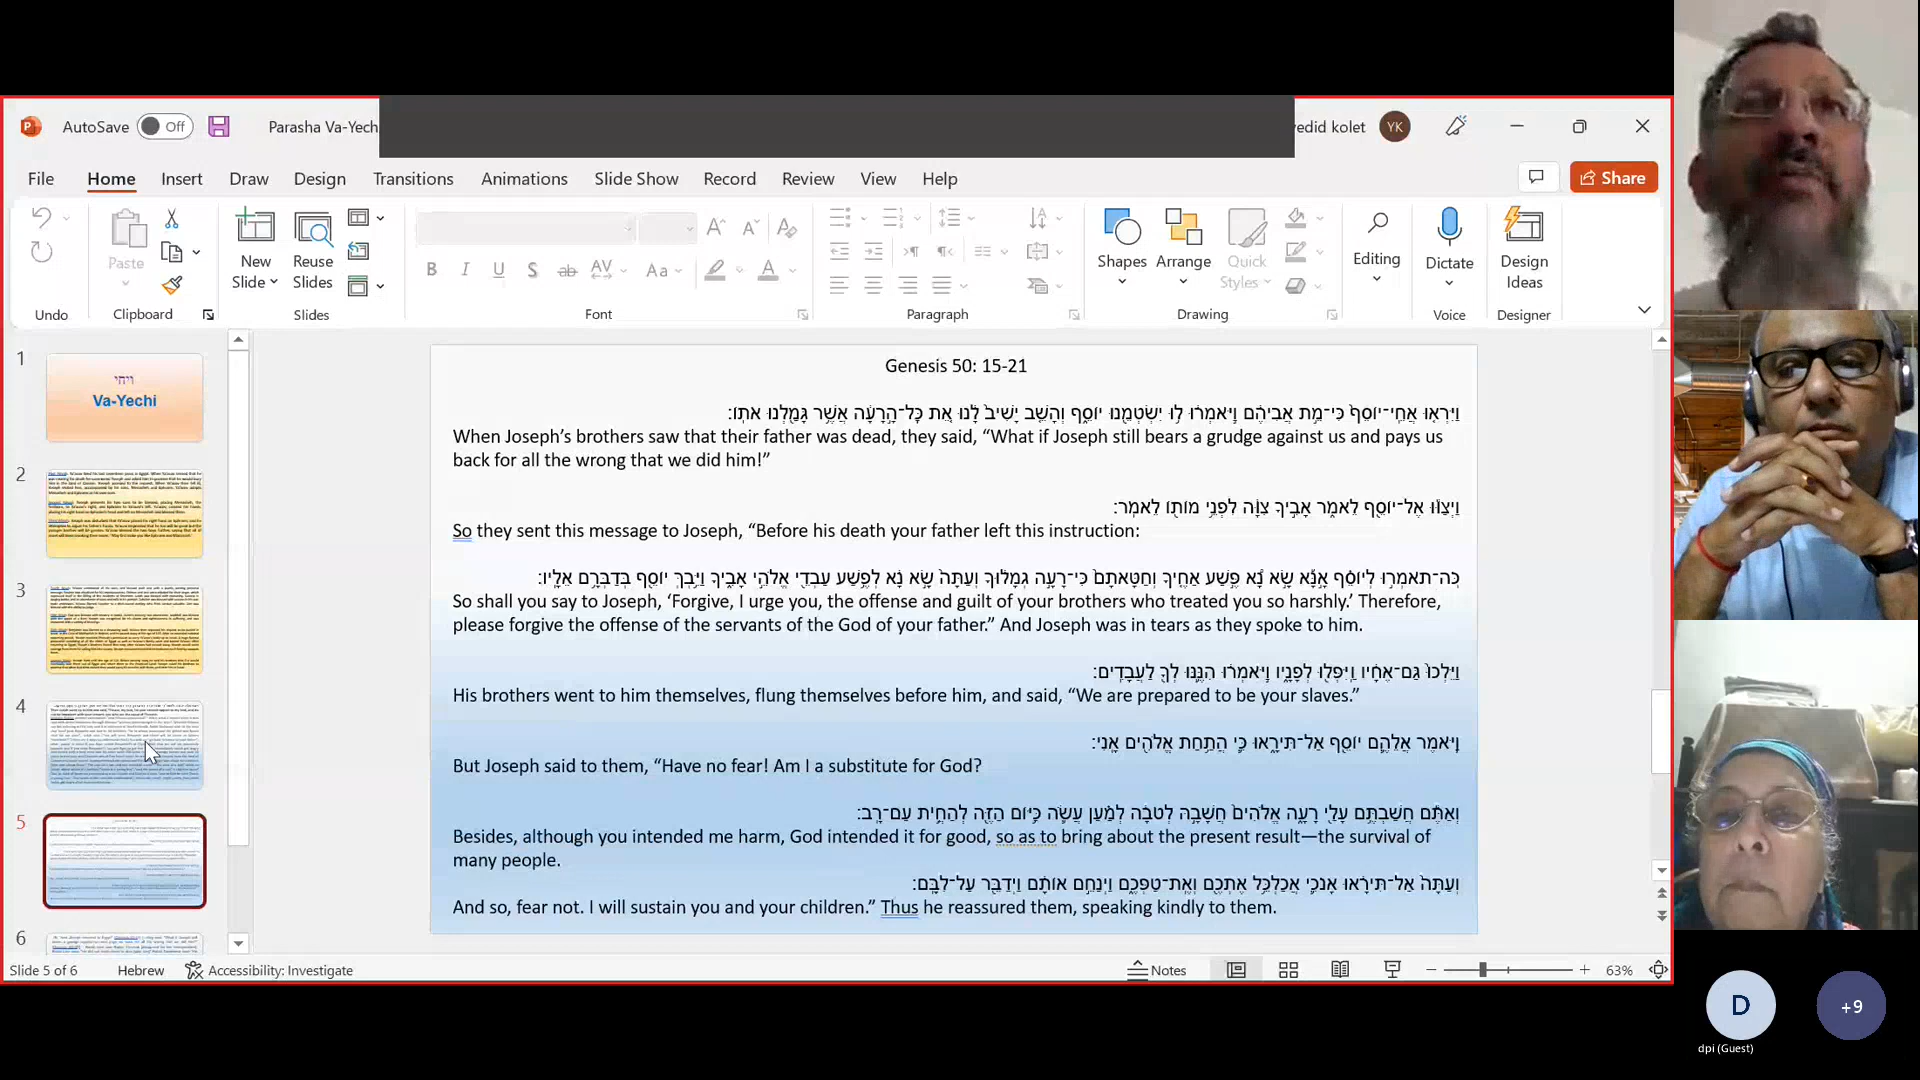 AutoSave Off Parasha Va-Yech vedid kolet YK
File Home Insert Draw Design Transitions Animations Slide Show Record Review View Help Share
Paste New Slide Reuse Slides Shapes Arrange Quick Styles Editing Dictate Design Ideas
Undo Clipboard Slides Font Paragraph Drawing Voice Designer
1
ויחי
Va-Yechi
2
3
4
5
6
Genesis 50: 15-21
וַיִּרְא֤וּ אֲחֵֽי־יוֹסֵף֙ כִּי־מֵ֣ת אֲבִיהֶ֔ם וַיֹּ֣אמְר֔וּ ל֥וּ יִשְׂטְמֵ֖נוּ יוֹסֵ֑ף וְהָשֵׁ֤ב יָשִׁיב֙ לָ֔נוּ אֵ֚ת כׇּל־הָ֣רָעָ֔ה אֲשֶׁ֥ר גָּמַ֖לְנוּ אֹתֽוֹ׃
When Joseph’s brothers saw that their father was dead, they said, “What if Joseph still bears a grudge against us and pays us
back for all the wrong that we did him!”
וַיְצַוּ֕וּ אֶל־יוֹסֵ֖ף לֵאמֹ֑ר אָבִ֣יךָ צִוָּ֔ה לִפְנֵ֥י מוֹת֖וֹ לֵאמֹֽר׃
So they sent this message to Joseph, “Before his death your father left this instruction:
כֹּֽה־תֹאמְר֣וּ לְיוֹסֵ֗ף אָ֣נָּ֡א שָׂ֣א נָ֠א פֶּ֣שַׁע אַחֶ֤יךָ וְחַטָּאתָם֙ כִּי־רָעָ֣ה גְמָל֔וּךָ וְעַתָּה֙ שָׂ֣א נָ֔א לְפֶ֥שַׁע עַבְדֵ֖י אֱלֹהֵ֣י אָבִ֑יךָ וַיֵּ֥בְךְּ יוֹסֵ֖ף בְּדַבְּרָ֥ם אֵלָֽיו׃
So shall you say to Joseph, ‘Forgive, I urge you, the offense and guilt of your brothers who treated you so harshly.’ Therefore,
please forgive the offense of the servants of the God of your father.” And Joseph was in tears as they spoke to him.
וַיֵּלְכוּ֙ גַּם־אֶחָ֔יו וַֽיִּפְּל֖וּ לְפָנָ֑יו וַיֹּ֣אמְר֔וּ הִנֶּ֥נּֽוּ לְךָ֖ לַעֲבָדִֽים׃
His brothers went to him themselves, flung themselves before him, and said, “We are prepared to be your slaves.”
וַיֹּ֧אמֶר אֲלֵהֶ֛ם יוֹסֵ֖ף אַל־תִּירָ֑אוּ כִּ֛י הֲתַ֥חַת אֱלֹהִ֖ים אָֽנִי׃
But Joseph said to them, “Have no fear! Am I a substitute for God?
וְאַתֶּ֕ם חֲשַׁבְתֶּ֥ם עָלַ֖י רָעָ֑ה אֱלֹהִים֙ חֲשָׁבָ֣הּ לְטֹבָ֔ה לְמַ֗עַן עֲשֹׂ֛ה כַּיּ֥וֹם הַזֶּ֖ה לְהַחֲיֹ֥ת עַם־רָֽב׃
Besides, although you intended me harm, God intended it for good, so as to bring about the present result—the survival of
many people.
וְעַתָּה֙ אַל־תִּירָ֔אוּ אָנֹכִ֛י אֲכַלְכֵּ֥ל אֶתְכֶ֖ם וְאֶֽת־טַפְּכֶ֑ם וַיְנַחֵ֣ם אוֹתָ֔ם וַיְדַבֵּ֖ר עַל־לִבָּֽם׃
And so, fear not. I will sustain you and your children.” Thus he reassured them, speaking kindly to them.
Slide 5 of 6 Hebrew Accessibility: Investigate Notes 63%
D +9
dpi (Guest)